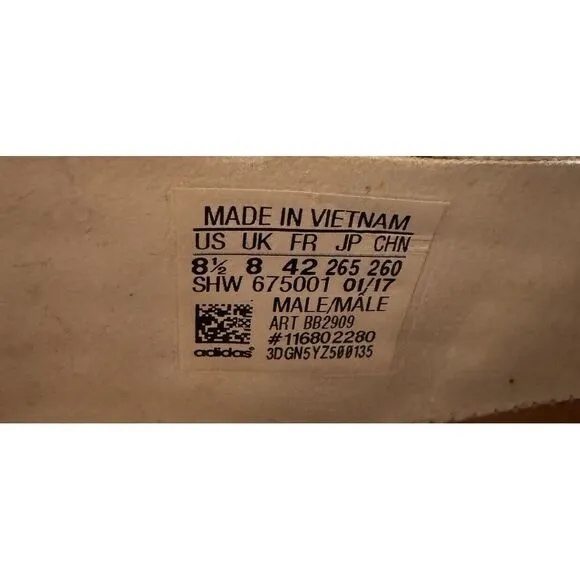 MADE IN VIETNAM
US UK FR JP CHN
8½ 8 42 265 260
SHW 675001 01/17
MALE/MÂLE
ART BB2909
#116802280
adidas® 3DGN5YZ500135